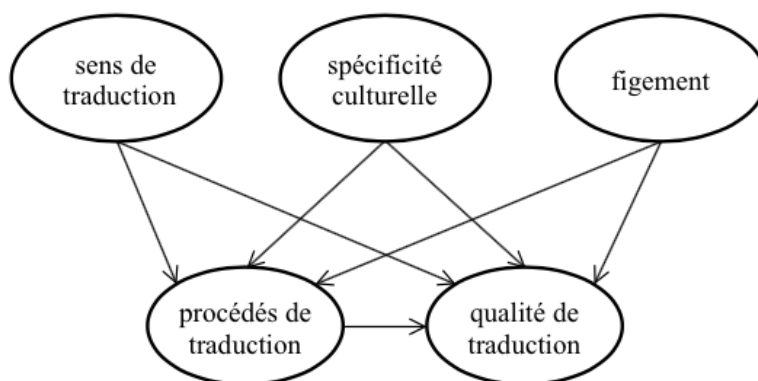 sens de
traduction
spécificité
culturelle
figement
procédés de
traduction
qualité de
traduction